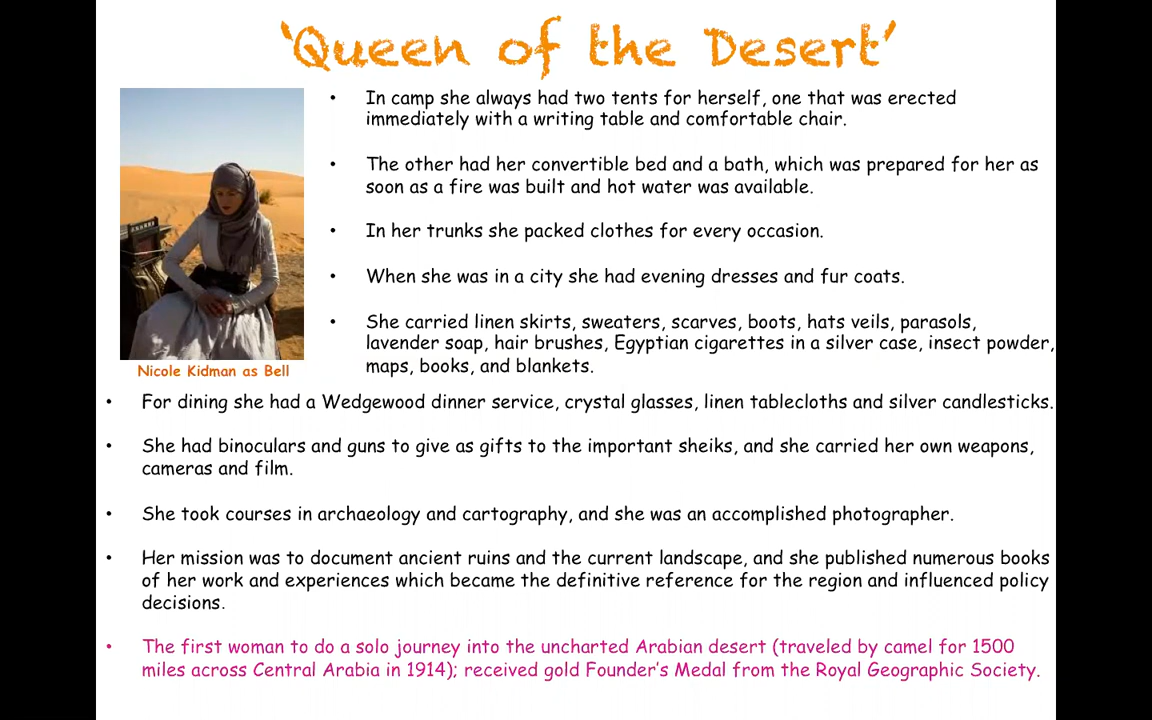 ‘Queen of the Desert’
• In camp she always had two tents for herself, one that was erected
immediately with a writing table and comfortable chair.
• The other had her convertible bed and a bath, which was prepared for her as
soon as a fire was built and hot water was available.
• In her trunks she packed clothes for every occasion.
• When she was in a city she had evening dresses and fur coats.
• She carried linen skirts, sweaters, scarves, boots, hats veils, parasols,
lavender soap, hair brushes, Egyptian cigarettes in a silver case, insect powder,
maps, books, and blankets.
Nicole Kidman as Bell
• For dining she had a Wedgewood dinner service, crystal glasses, linen tablecloths and silver candlesticks.
• She had binoculars and guns to give as gifts to the important sheiks, and she carried her own weapons,
cameras and film.
• She took courses in archaeology and cartography, and she was an accomplished photographer.
• Her mission was to document ancient ruins and the current landscape, and she published numerous books
of her work and experiences which became the definitive reference for the region and influenced policy
decisions.
• The first woman to do a solo journey into the uncharted Arabian desert (traveled by camel for 1500
miles across Central Arabia in 1914); received gold Founder’s Medal from the Royal Geographic Society.